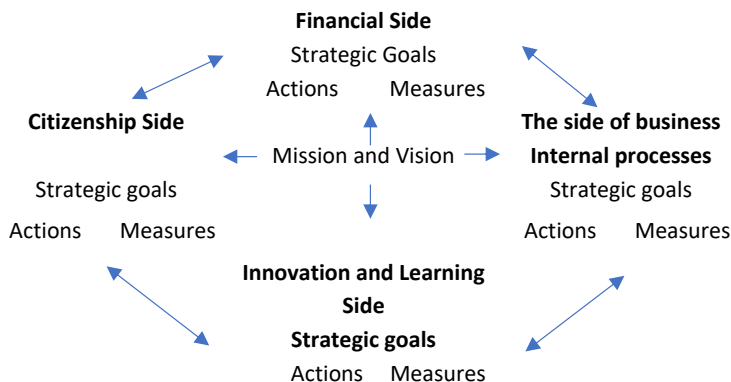 Financial Side
Strategic Goals
Actions Measures
Citizenship Side
The side of business
Mission and Vision
Internal processes
Strategic goals
Strategic goals
Actions Measures
Actions Measures
Innovation and Learning
Side
Strategic goals
Actions Measures